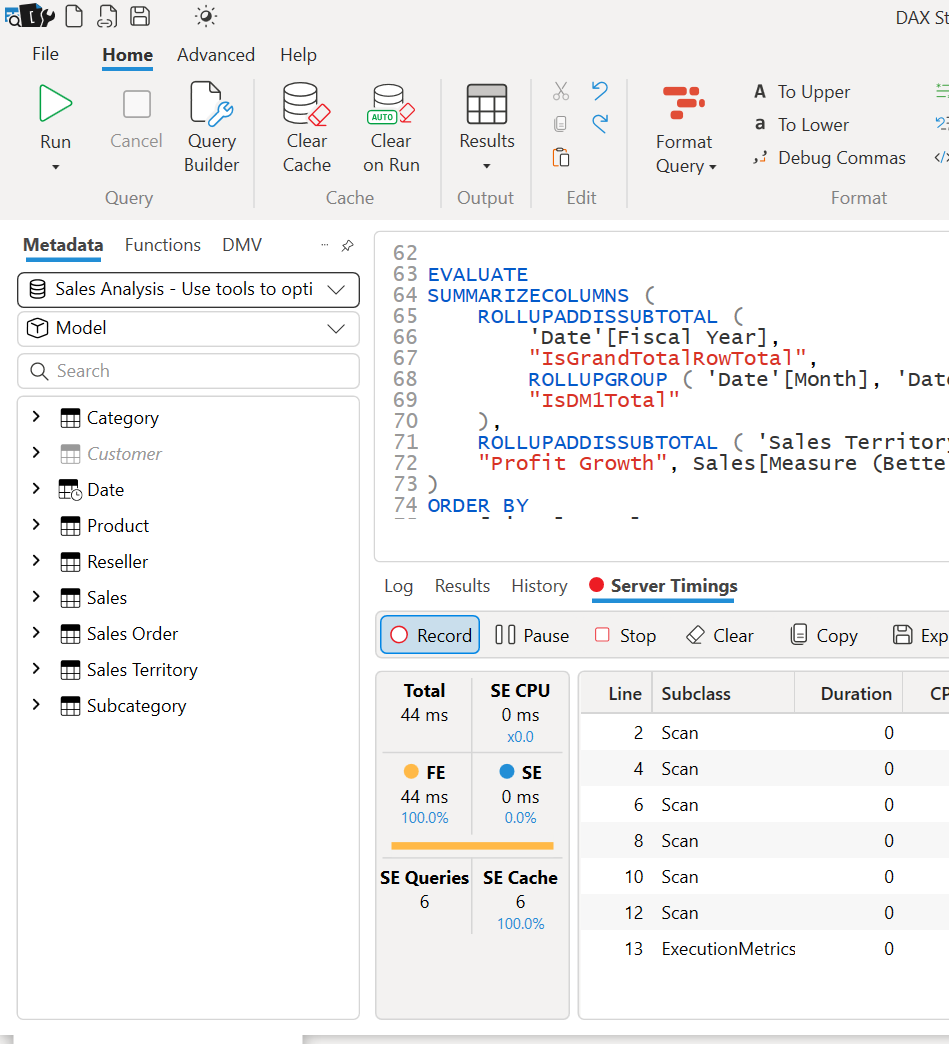 DAX St
File Home Advanced Help
Run Cancel Query Builder Clear Cache AUTO Clear on Run Results Format Query
A To Upper
a To Lower
Debug Commas
Query Cache Output Edit Format
Metadata Functions DMV
Sales Analysis - Use tools to opti
Model
Search
Category
Customer
Date
Product
Reseller
Sales
Sales Order
Sales Territory
Subcategory
62
63 EVALUATE
64 SUMMARIZECOLUMNS (
65 ROLLUPADDISSUBTOTAL (
66 'Date'[Fiscal Year],
67 "IsGrandTotalRowTotal",
68 ROLLUPGROUP ( 'Date'[Month], 'Dat
69 "IsDM1Total"
70 ),
71 ROLLUPADDISSUBTOTAL ( 'Sales Territory
72 "Profit Growth", Sales[Measure (Bette
73 )
74 ORDER BY
Log Results History Server Timings
Record Pause Stop Clear Copy Exp
Total SE CPU
44 ms 0 ms
x0.0
FE SE
44 ms 0 ms
100.0% 0.0%
SE Queries SE Cache
6 6
100.0%
Line Subclass Duration CP
2 Scan 0
4 Scan 0
6 Scan 0
8 Scan 0
10 Scan 0
12 Scan 0
13 ExecutionMetrics 0